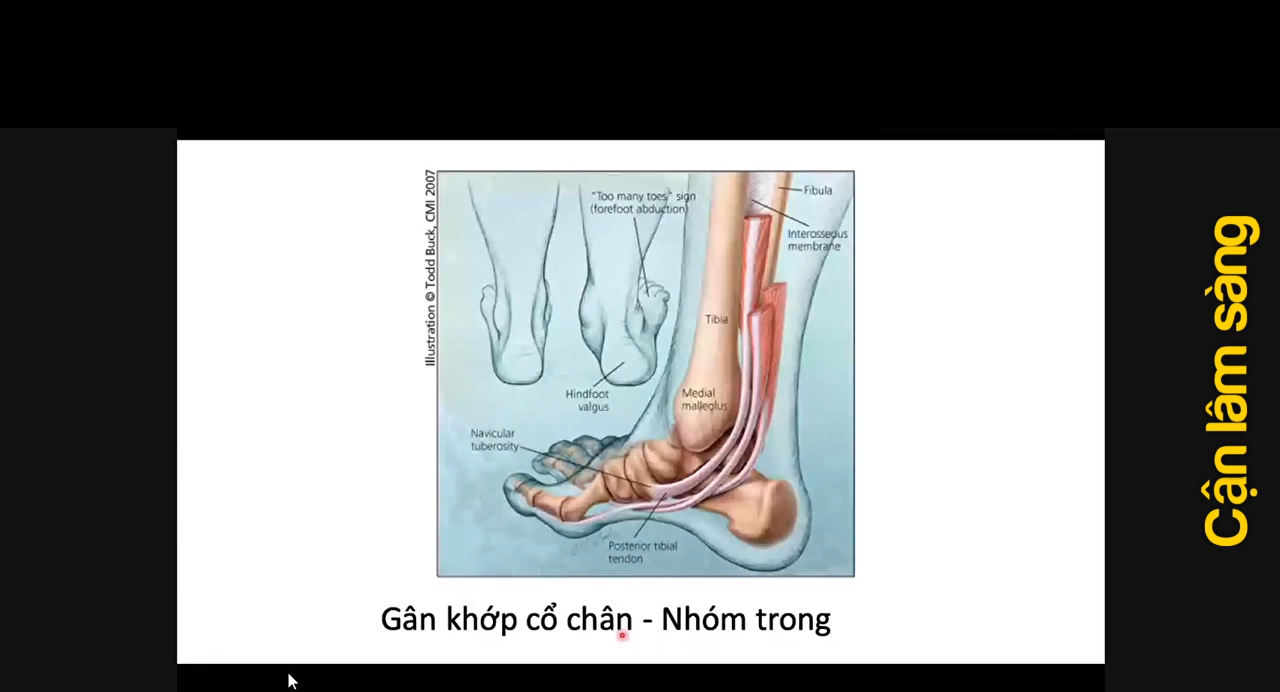 Illustration © Todd Buck, CMI 2007
"Too many toes" sign
(forefoot abduction)
Fibula
Interosseous
membrane
Tibia
Hindfoot
valgus
Medial
malleolus
Navicular
tuberosity
Posterior tibial
tendon
Gân khớp cổ chân - Nhóm trong
Cận lâm sàng